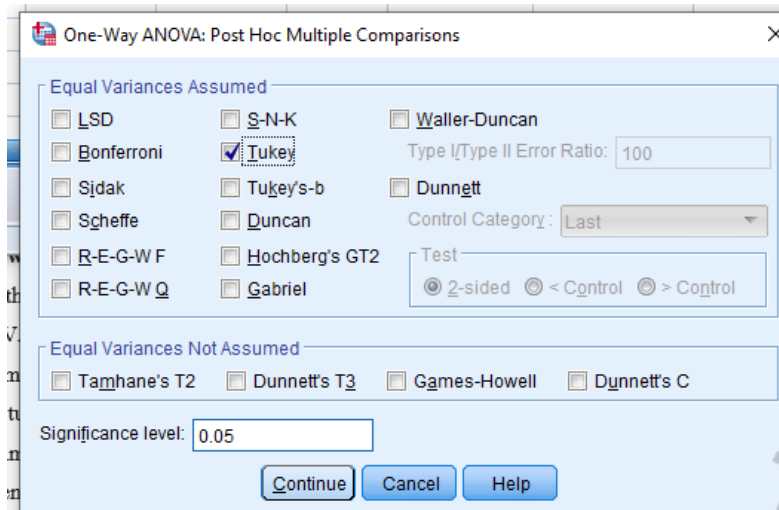 One-Way ANOVA: Post Hoc Multiple Comparisons
Equal Variances Assumed
LSD S-N-K Waller-Duncan
Bonferroni Tukey Type I/Type II Error Ratio: 100
Sidak Tukey's-b Dunnett
Scheffe Duncan Control Category : Last
R-E-G-W F Hochberg's GT2 Test
R-E-G-W Q Gabriel 2-sided < Control > Control
Equal Variances Not Assumed
Tamhane's T2 Dunnett's T3 Games-Howell Dunnett's C
Significance level: 0.05
Continue Cancel Help